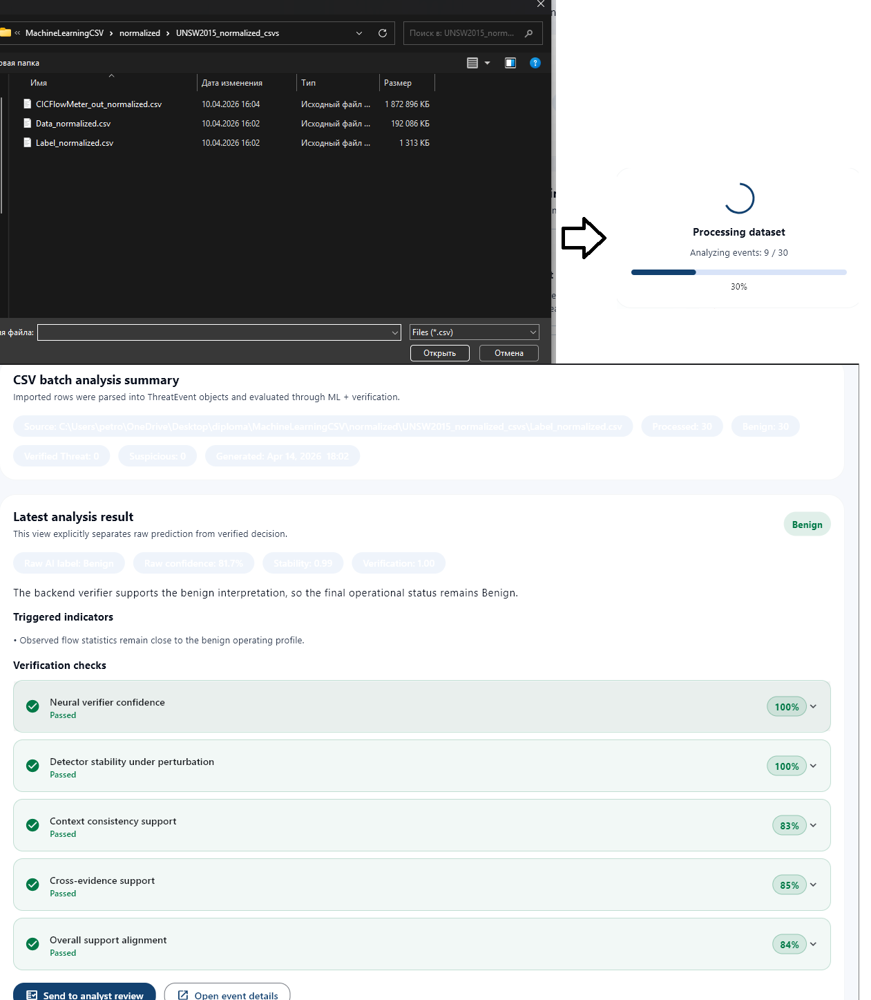 « MachineLearningCSV › normalized › UNSW2015_normalized_csvs
Поиск в: UNSW2015_norm...
овая папка
Имя Дата изменения Тип Размер
CICFlowMeter_out_normalized.csv 10.04.2026 16:04 Исходный файл ... 1 872 896 КБ
Data_normalized.csv 10.04.2026 16:02 Исходный файл ... 192 086 КБ
Label_normalized.csv 10.04.2026 16:02 Исходный файл ... 1 313 КБ
я файла:
Files (*.csv)
Открыть Отмена
Processing dataset
Analyzing events: 9 / 30
30%
CSV batch analysis summary
Imported rows were parsed into ThreatEvent objects and evaluated through ML + verification.
Source: C:\Users\petro\OneDrive\Desktop\diploma\MachineLearningCSV\normalized\UNSW2015_normalized_csvs\Label_normalized.csv Processed: 30 Benign: 30
Verified Threat: 0 Suspicious: 0 Generated: Apr 14, 2026 18:02
Latest analysis result
Benign
This view explicitly separates raw prediction from verified decision.
Raw AI label: Benign Raw confidence: 81.7% Stability: 0.99 Verification: 1.00
The backend verifier supports the benign interpretation, so the final operational status remains Benign.
Triggered indicators
• Observed flow statistics remain close to the benign operating profile.
Verification checks
Neural verifier confidence
Passed
100%
Detector stability under perturbation
Passed
100%
Context consistency support
Passed
83%
Cross-evidence support
Passed
85%
Overall support alignment
Passed
84%
Send to analyst review Open event details